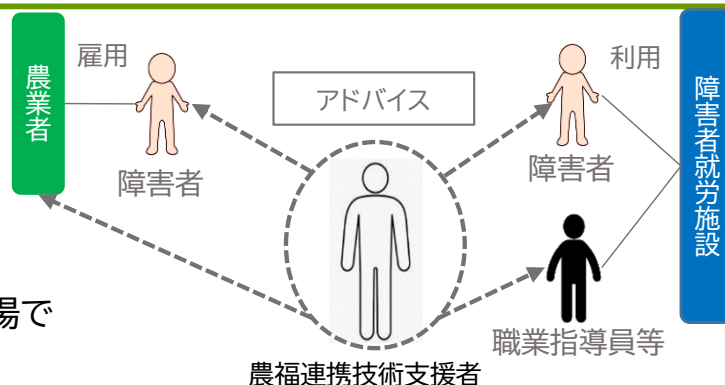 農業者
雇用
障害者
アドバイス
利用
障害者
障害者就労施設
職業指導員等
場で
農福連携技術支援者